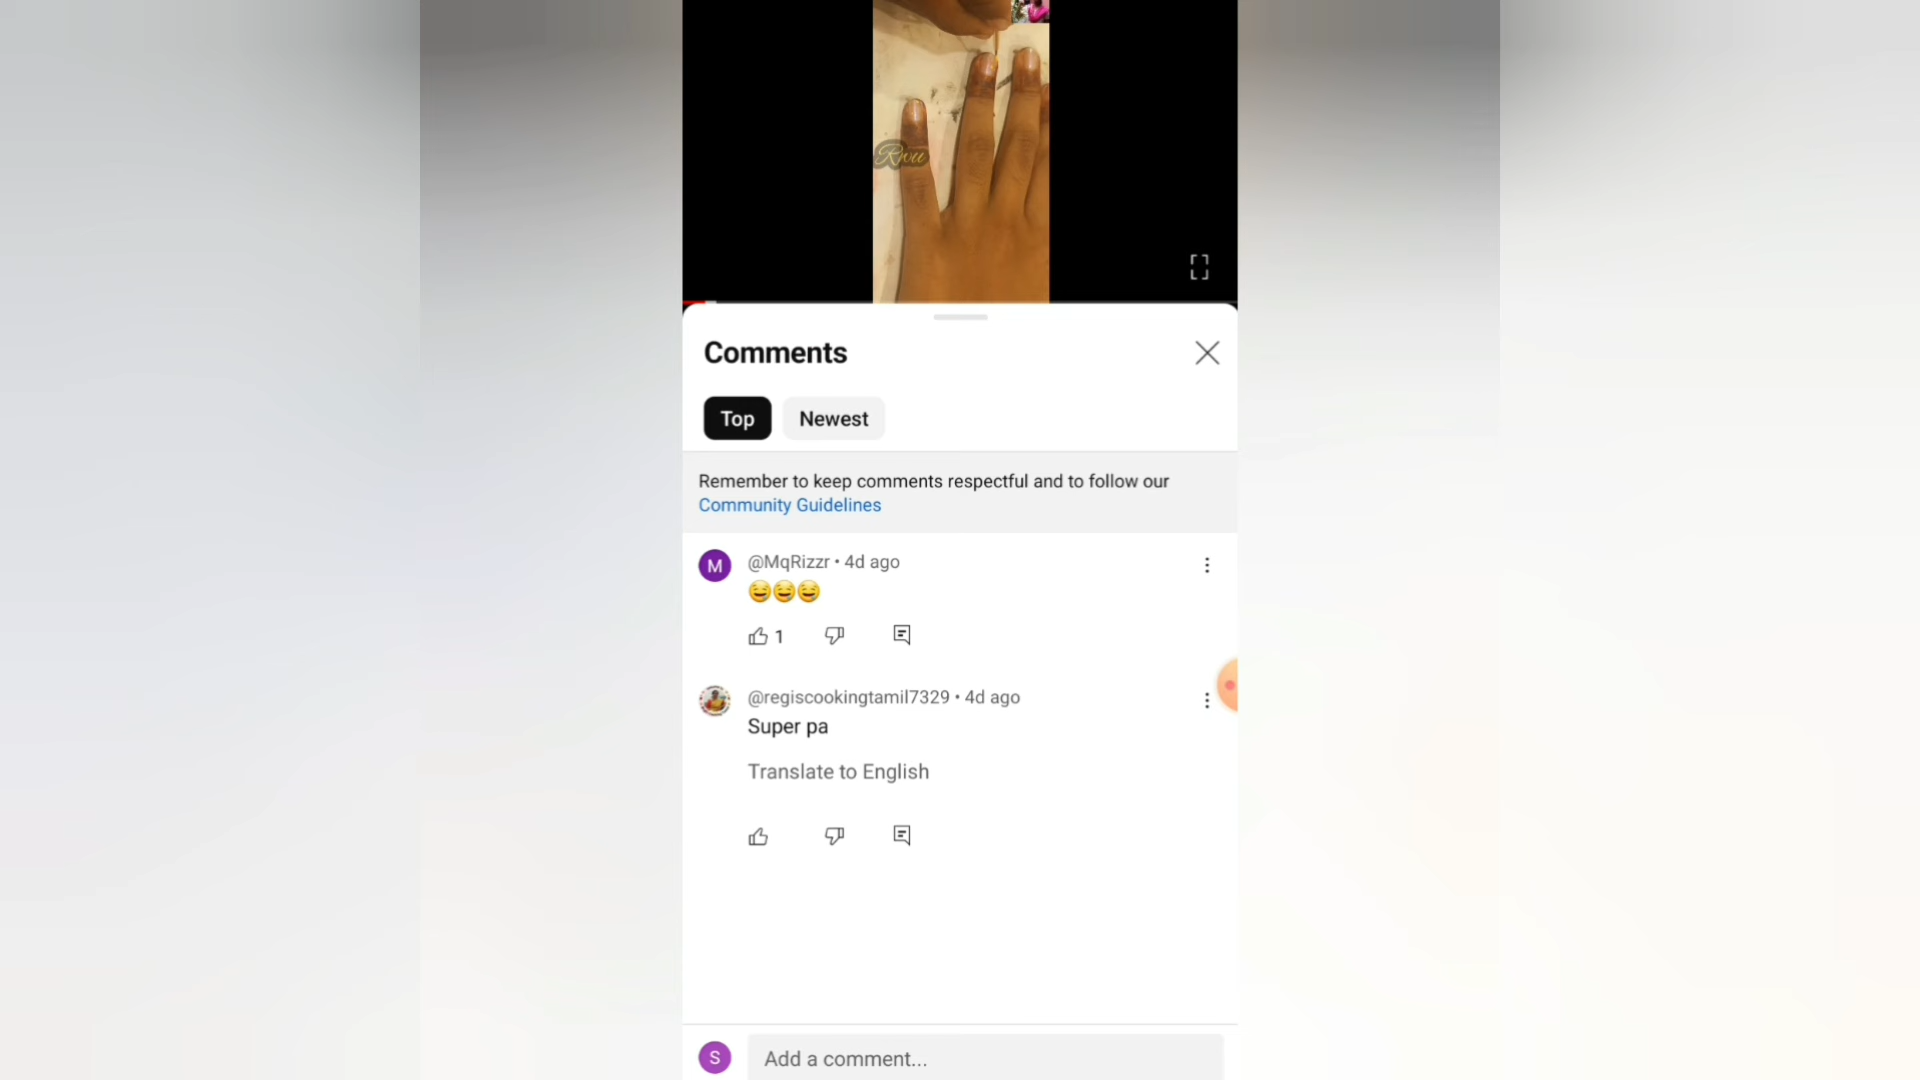 Rwu
Comments
Top Newest
Remember to keep comments respectful and to follow our
Community Guidelines
M @MqRizzr • 4d ago
🤤🤤🤤
1
@regiscookingtamil7329 • 4d ago
Super pa
Translate to English
S Add a comment...